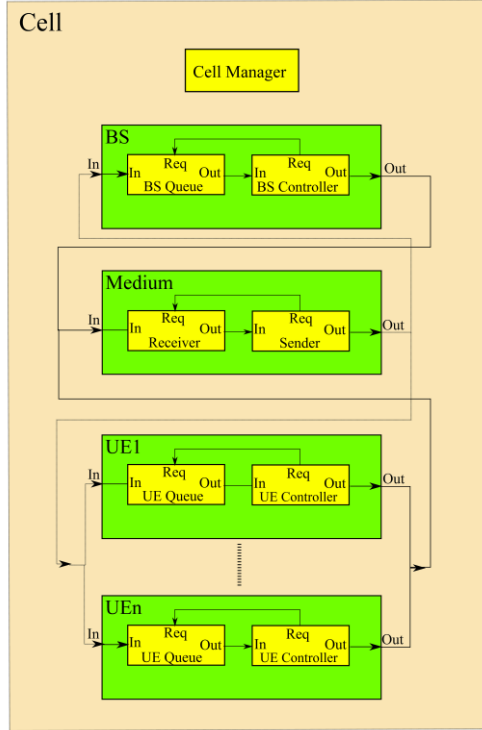 Cell
Cell Manager
BS
In
Req
Req
Out
In
Out
In
Out
BS Queue
BS Controller
Medium
In
Req
Req
Out
In
Out
In
Out
Receiver
Sender
UE1
In
Req
Req
Out
In
Out
In
Out
UE Queue
UE Controller
UEn
In
Req
Req
Out
In
Out
In
Out
UE Queue
UE Controller